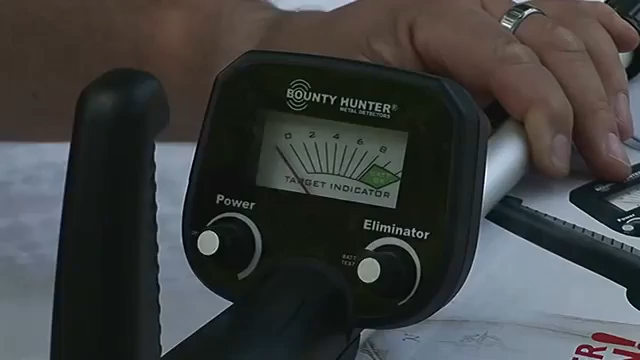 BOUNTY HUNTER®
METAL DETECTORS
0 2 4 6 8
TARGET INDICATOR
Power
Eliminator
BATT
TEST